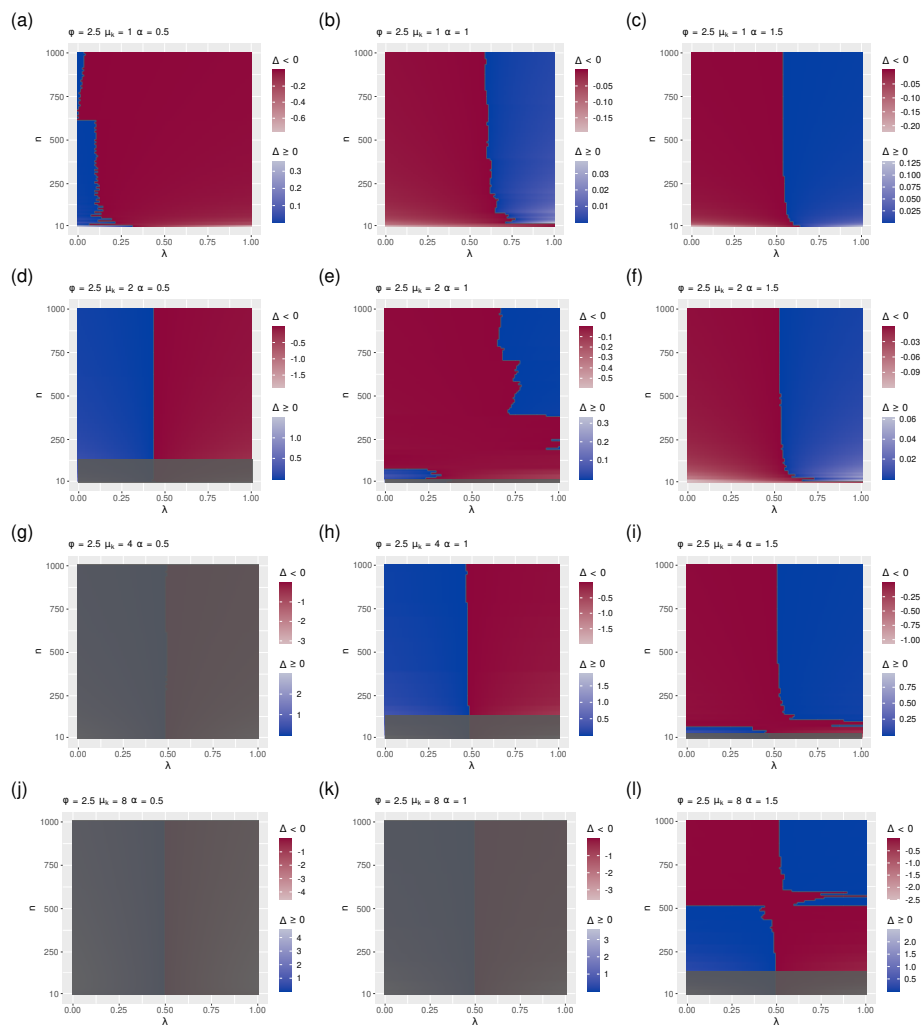 (a)
φ = 2.5 μk = 1 α = 0.5
1000
750
500
250
10
n
0.00 0.25 0.50 0.75 1.00
λ
Δ < 0
-0.2
-0.4
-0.6
Δ ≥ 0
0.3
0.2
0.1
(b)
φ = 2.5 μk = 1 α = 1
1000
750
500
250
10
n
0.00 0.25 0.50 0.75 1.00
λ
Δ < 0
-0.05
-0.10
-0.15
Δ ≥ 0
0.03
0.02
0.01
(c)
φ = 2.5 μk = 1 α = 1.5
1000
750
500
250
10
n
0.00 0.25 0.50 0.75 1.00
λ
Δ < 0
-0.05
-0.10
-0.15
-0.20
Δ ≥ 0
0.125
0.100
0.075
0.050
0.025
(d)
φ = 2.5 μk = 2 α = 0.5
1000
750
500
250
10
n
0.00 0.25 0.50 0.75 1.00
λ
Δ < 0
-0.5
-1.0
-1.5
Δ ≥ 0
1.0
0.5
(e)
φ = 2.5 μk = 2 α = 1
1000
750
500
250
10
n
0.00 0.25 0.50 0.75 1.00
λ
Δ < 0
-0.1
-0.2
-0.3
-0.4
-0.5
Δ ≥ 0
0.3
0.2
0.1
(f)
φ = 2.5 μk = 2 α = 1.5
1000
750
500
250
10
n
0.00 0.25 0.50 0.75 1.00
λ
Δ < 0
-0.03
-0.06
-0.09
Δ ≥ 0
0.06
0.04
0.02
(g)
φ = 2.5 μk = 4 α = 0.5
1000
750
500
250
10
n
0.00 0.25 0.50 0.75 1.00
λ
Δ < 0
-1
-2
-3
Δ ≥ 0
2
1
(h)
φ = 2.5 μk = 4 α = 1
1000
750
500
250
10
n
0.00 0.25 0.50 0.75 1.00
λ
Δ < 0
-0.5
-1.0
-1.5
Δ ≥ 0
1.5
1.0
0.5
(i)
φ = 2.5 μk = 4 α = 1.5
1000
750
500
250
10
n
0.00 0.25 0.50 0.75 1.00
λ
Δ < 0
-0.25
-0.50
-0.75
-1.00
Δ ≥ 0
0.75
0.50
0.25
(j)
φ = 2.5 μk = 8 α = 0.5
1000
750
500
250
10
n
0.00 0.25 0.50 0.75 1.00
λ
Δ < 0
-1
-2
-3
-4
Δ ≥ 0
4
3
2
1
(k)
φ = 2.5 μk = 8 α = 1
1000
750
500
250
10
n
0.00 0.25 0.50 0.75 1.00
λ
Δ < 0
-1
-2
-3
Δ ≥ 0
3
2
1
(l)
φ = 2.5 μk = 8 α = 1.5
1000
750
500
250
10
n
0.00 0.25 0.50 0.75 1.00
λ
Δ < 0
-0.5
-1.0
-1.5
-2.0
-2.5
Δ ≥ 0
2.0
1.5
1.0
0.5